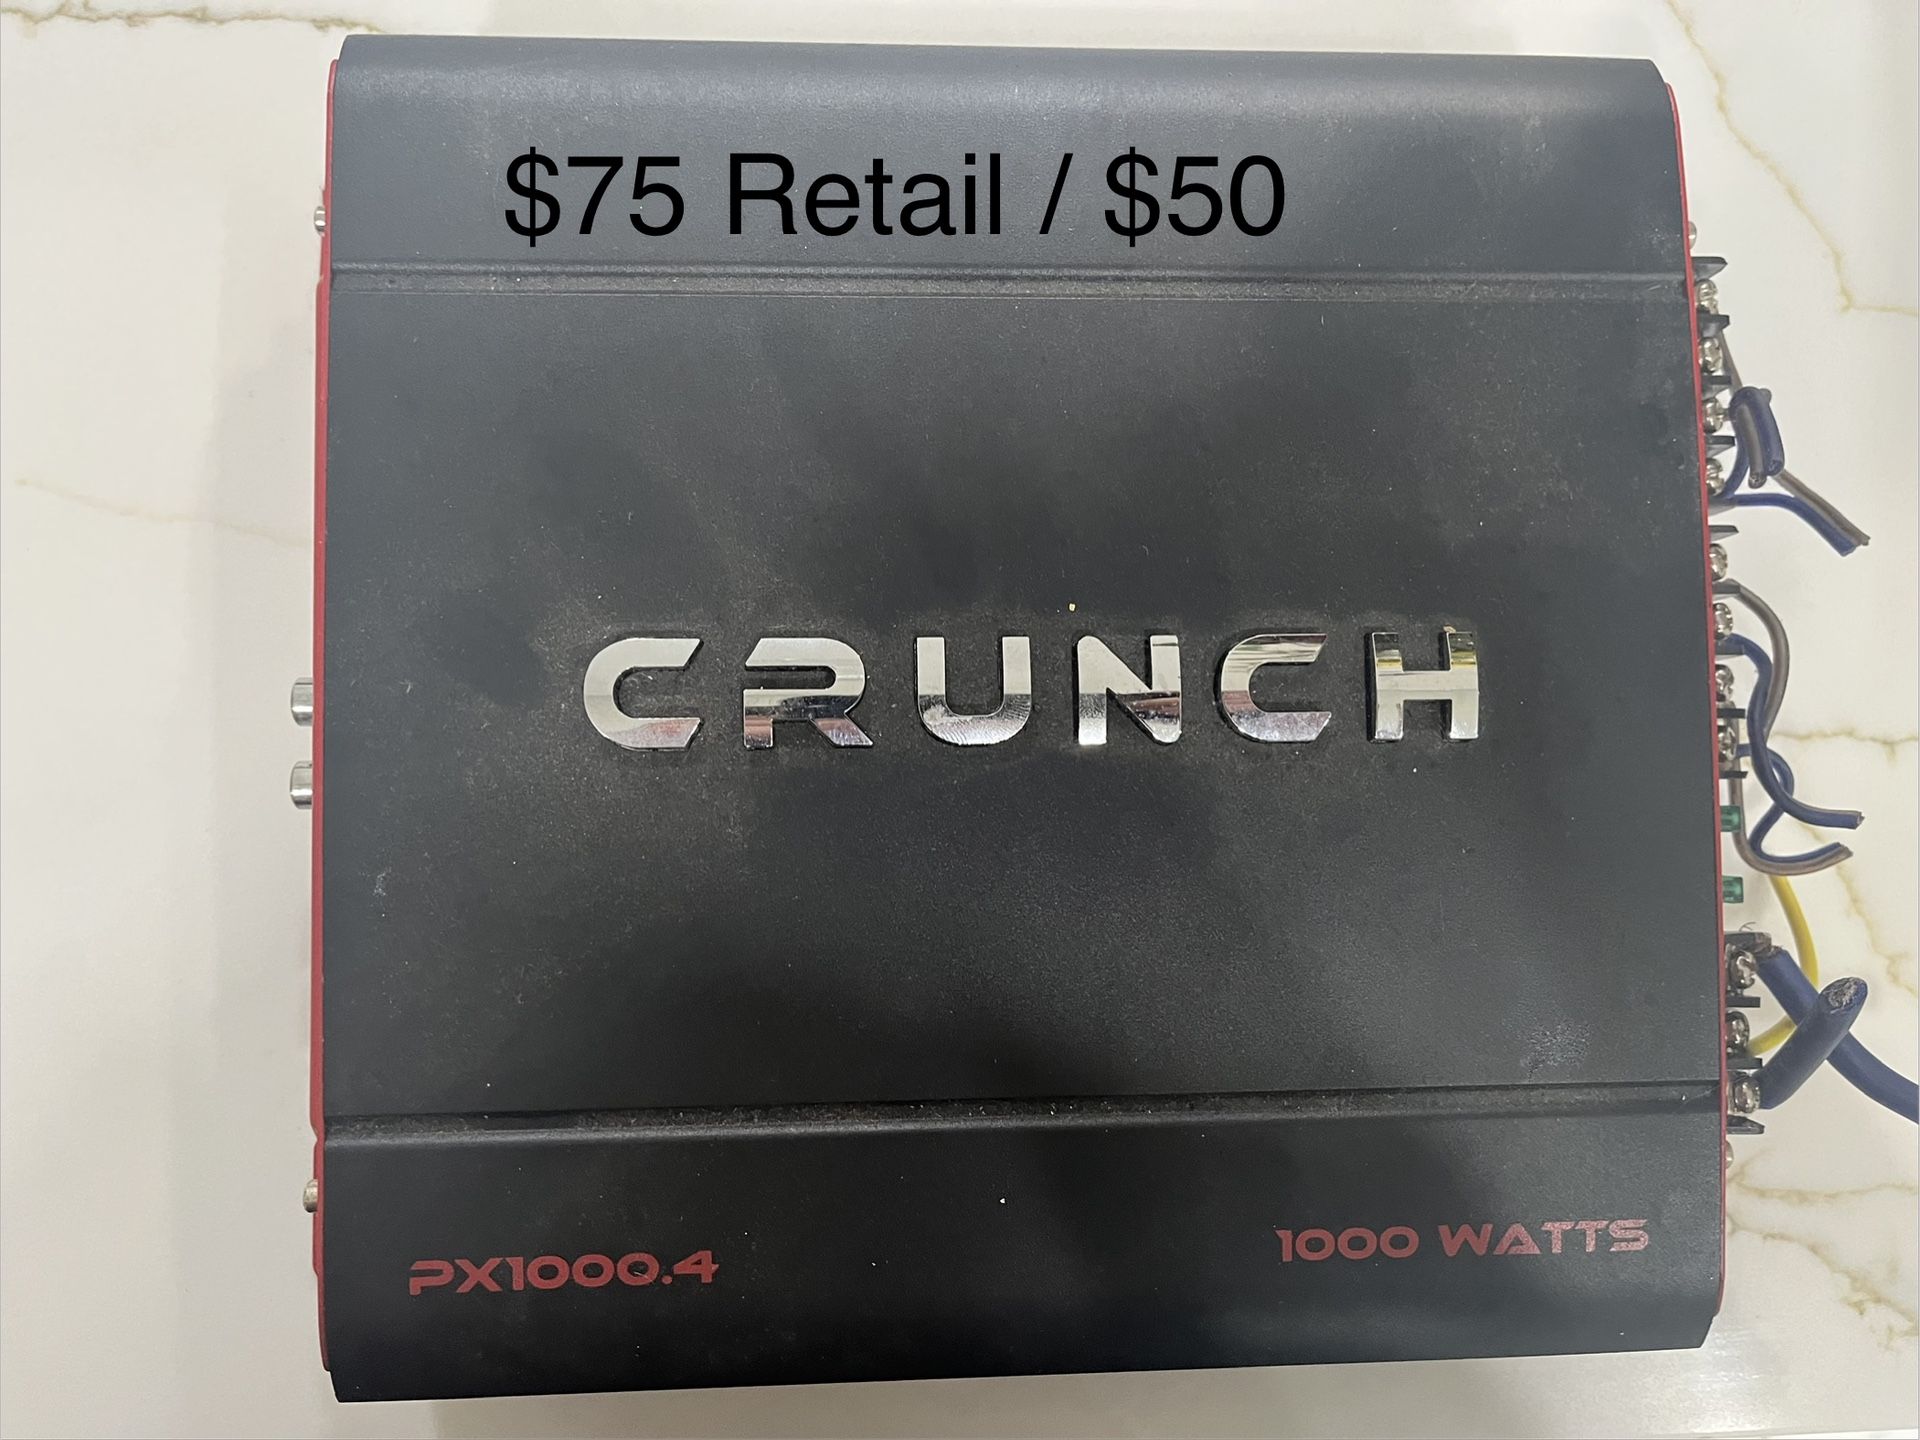 $75 Retail / $50
CRUNCH
PX1000.4
1000 WATTS